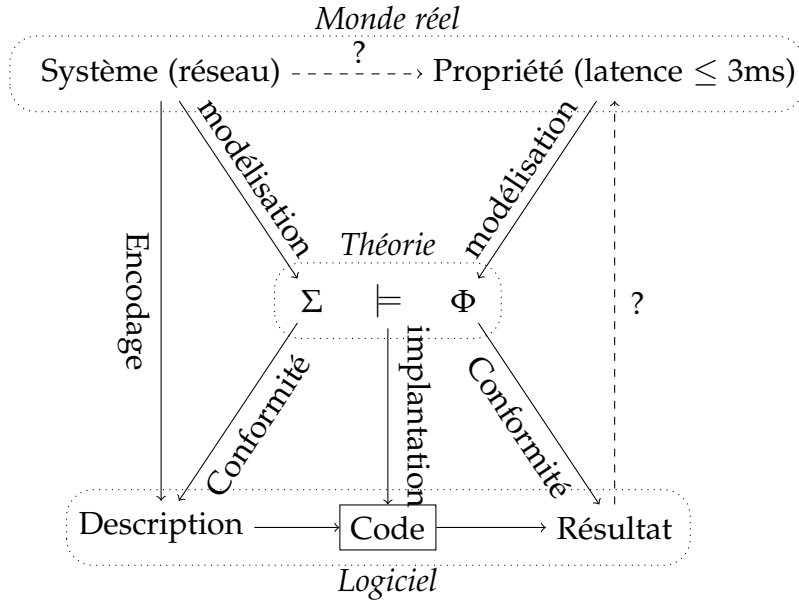 Monde réel
?
Système (réseau) Propriété (latence ≤ 3ms)
modélisation modélisation
Encodage
Théorie
Σ ⊨ Φ
?
Conformité implantation Conformité
Description Code Résultat
Logiciel